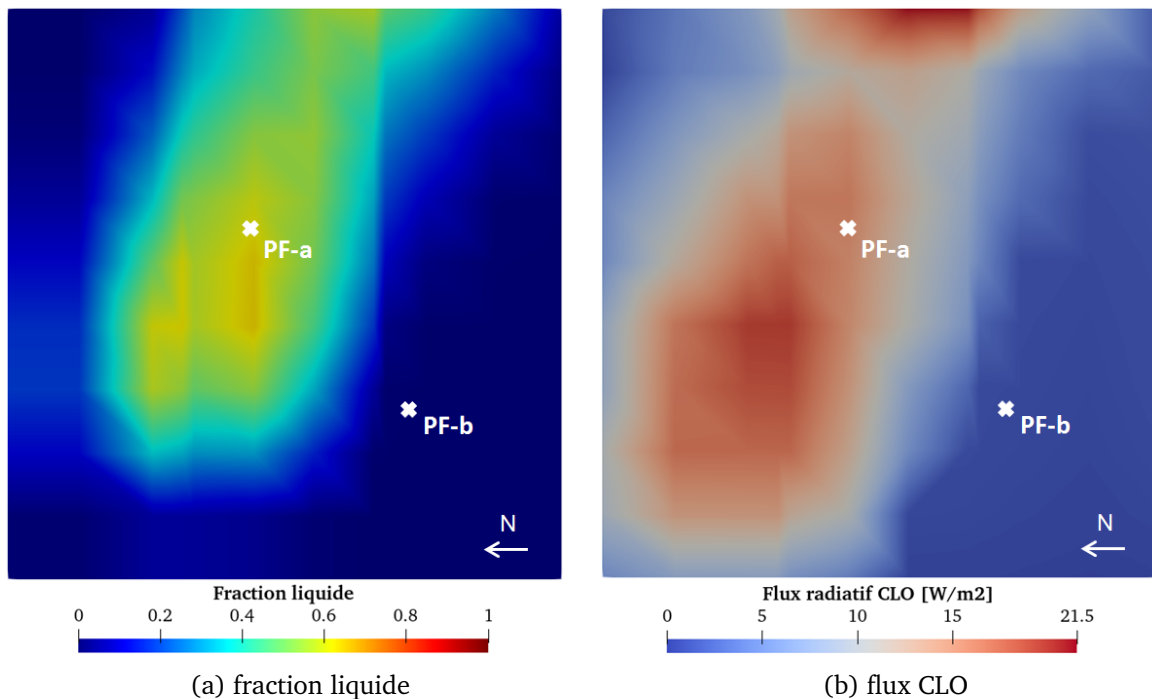 PF-a
PF-b
N
Fraction liquide
0 0.2 0.4 0.6 0.8 1
(a) fraction liquide
PF-a
PF-b
N
Flux radiatif CLO [W/m2]
0 5 10 15 21.5
(b) flux CLO